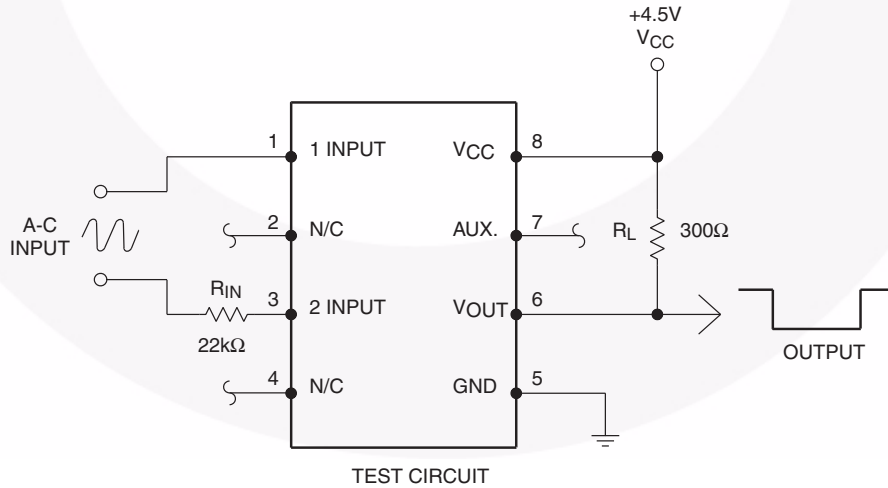 +4.5V
VCC
1
1 INPUT
VCC
8
A-C
INPUT
2
N/C
AUX.
7
RL
300Ω
RIN
22kΩ
3
2 INPUT
VOUT
6
OUTPUT
4
N/C
GND
5
TEST CIRCUIT